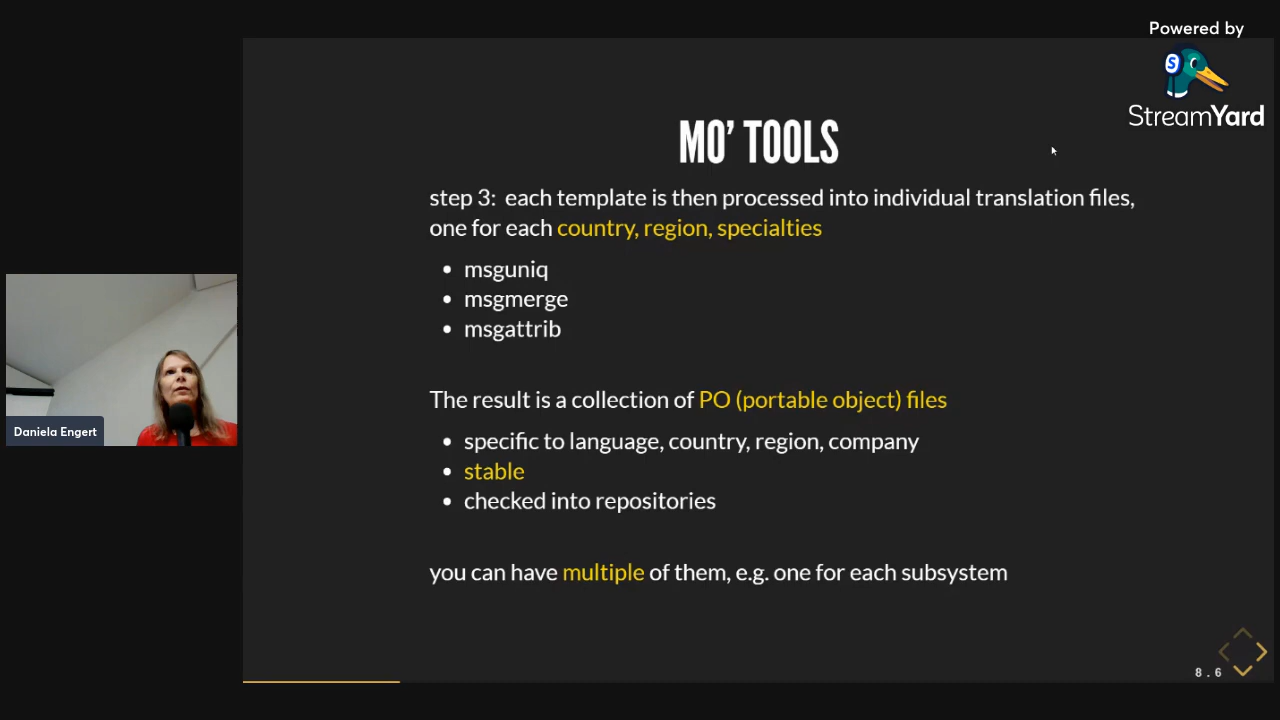 Powered by
StreamYard
MO’ TOOLS
step 3: each template is then processed into individual translation files,
one for each country, region, specialties
• msguniq
• msgmerge
• msgattrib
The result is a collection of PO (portable object) files
• specific to language, country, region, company
• stable
• checked into repositories
you can have multiple of them, e.g. one for each subsystem
Daniela Engert
8.6